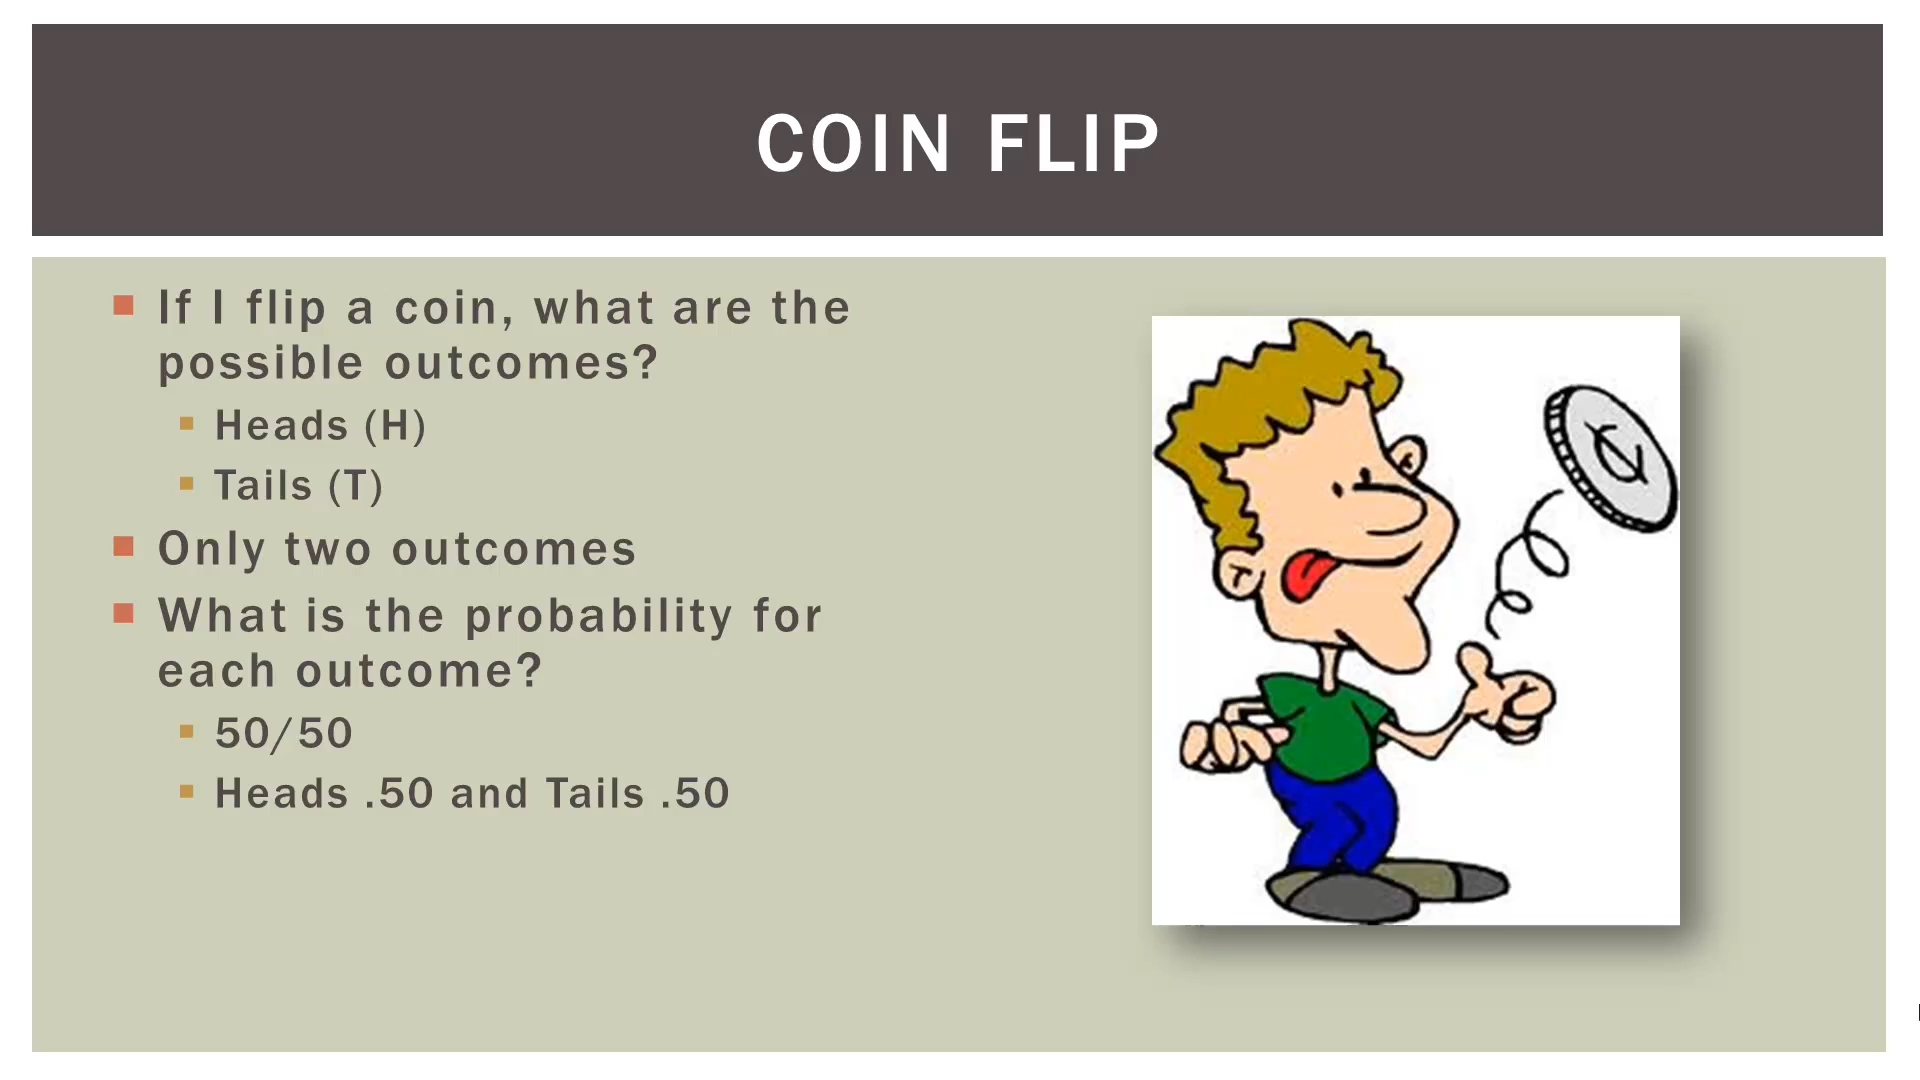 COIN FLIP
If I flip a coin, what are the
possible outcomes?
Heads (H)
Tails (T)
Only two outcomes
What is the probability for
each outcome?
50/50
Heads .50 and Tails .50